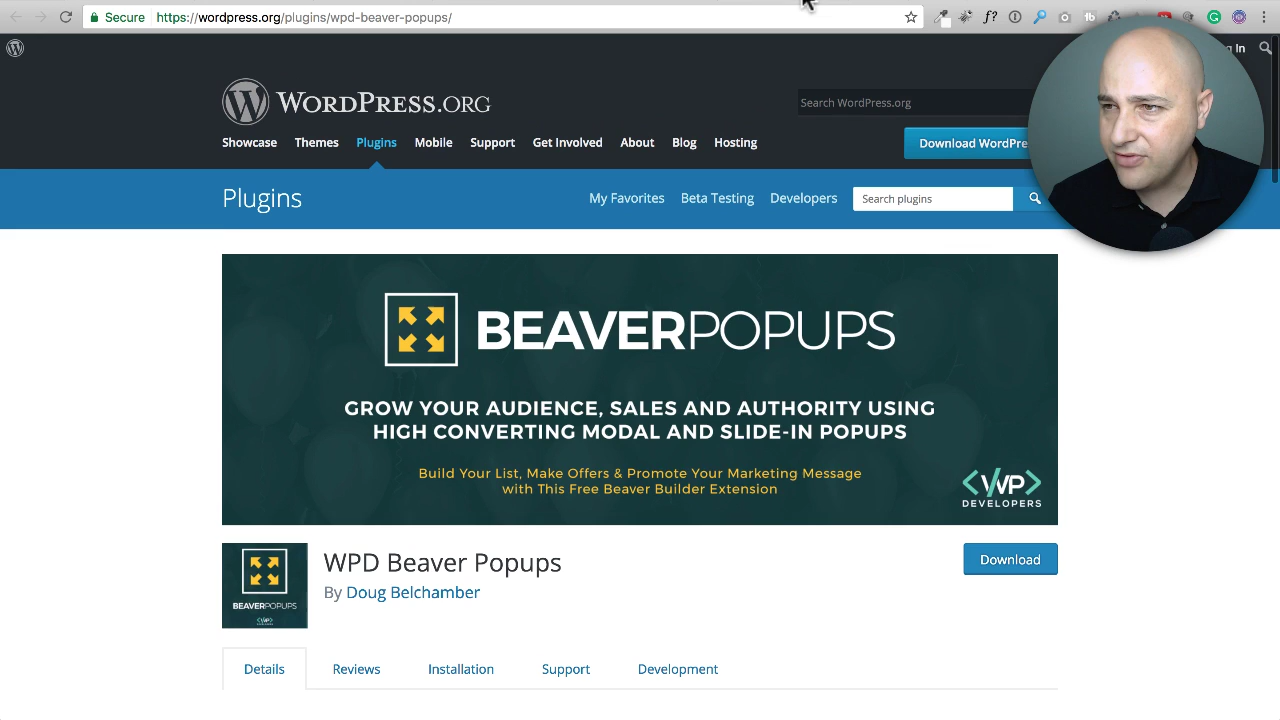 Secure https://wordpress.org/plugins/wpd-beaver-popups/
f?
In
WORDPRESS.ORG
Search WordPress.org
Showcase Themes Plugins Mobile Support Get Involved About Blog Hosting
Download WordPre
Plugins
My Favorites Beta Testing Developers
Search plugins
BEAVERPOPUPS
GROW YOUR AUDIENCE, SALES AND AUTHORITY USING
HIGH CONVERTING MODAL AND SLIDE-IN POPUPS
Build Your List, Make Offers & Promote Your Marketing Message
with This Free Beaver Builder Extension
<WP>
DEVELOPERS
BEAVERPOPUPS
WPD Beaver Popups
By Doug Belchamber
Download
Details Reviews Installation Support Development